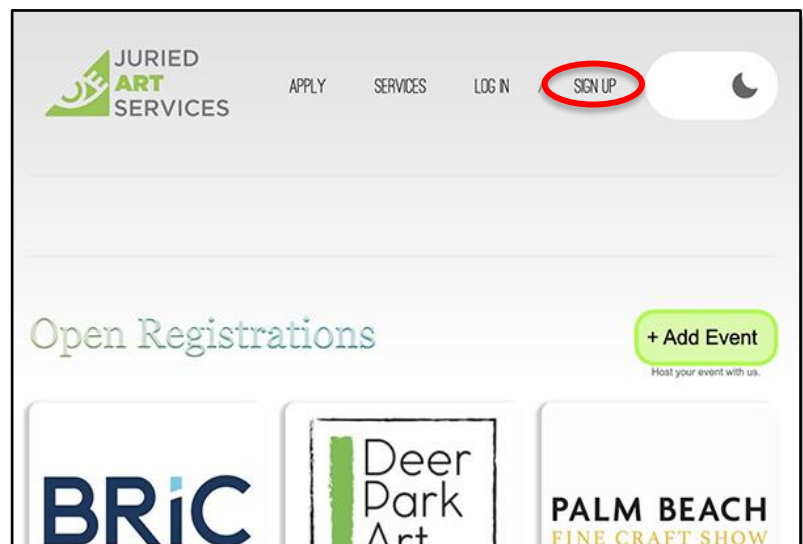 JURIED
ART
SERVICES
APPLY SERVICES LOG IN / SIGN UP
Open Registrations
+ Add Event
Host your event with us.
BRiC
Deer
Park
Art
PALM BEACH
FINE CRAFT SHOW